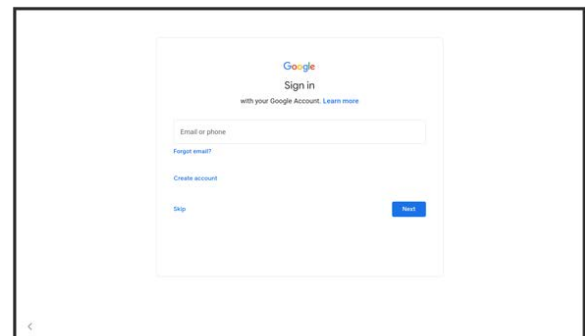 Google
Sign in
with your Google Account. Learn more
Email or phone
Forgot email?
Create account
Skip
Next